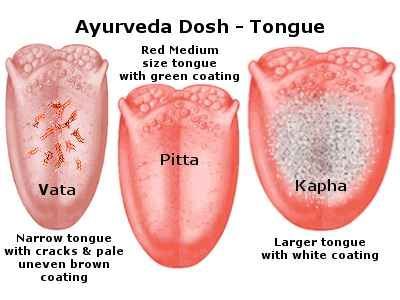 Ayurveda Dosh - Tongue
Red Medium
size tongue
with green coating
Vata
Pitta
Kapha
Narrow tongue
with cracks & pale
uneven brown
coating
Larger tongue
with white coating